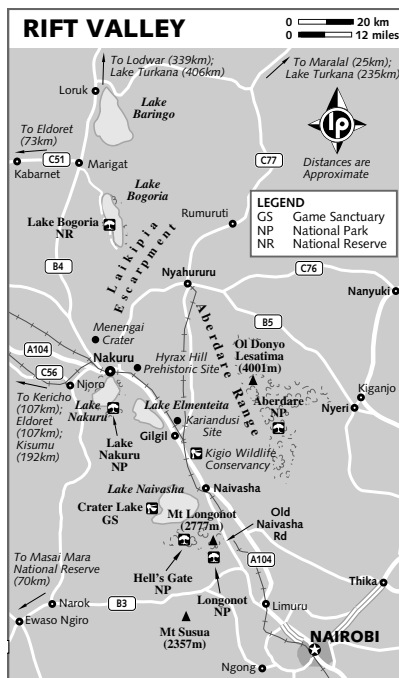 RIFT VALLEY
0 20 km
0 12 miles
To Lodwar (339km);
Lake Turkana (406km)
To Maralal (25km);
Lake Turkana (235km)
Loruk
Lake
Baringo
lp
To Eldoret
(73km)
C51
Marigat
Kabarnet
C77
Distances are
Approximate
Lake
Bogoria
LEGEND
GS Game Sanctuary
NP National Park
NR National Reserve
Lake Bogoria
NR
Rumuruti
Laikipia
Escarpment
B4
Nyahururu
C76
Nanyuki
Aberdare Range
B5
Menengai
Crater
A104
Ol Donyo
Lesatima
(4001m)
Nakuru
Hyrax Hill
Prehistoric Site
C56
Njoro
Kiganjo
To Kericho
(107km);
Eldoret
(107km);
Kisumu
(192km)
Lake
Nakuru
Lake Elmenteita
Aberdare
NP
Nyeri
Kariandusi
Site
Gilgil
Lake
Nakuru
NP
Kigio Wildlife
Conservancy
Lake Naivasha
Naivasha
Crater Lake
GS
Mt Longonot
(2777m)
Old
Naivasha
Rd
To Masai Mara
National Reserve
(70km)
Hell's Gate
NP
A104
Longonot
NP
Thika
Narok
B3
Limuru
Ewaso Ngiro
Mt Susua
(2357m)
NAIROBI
Ngong